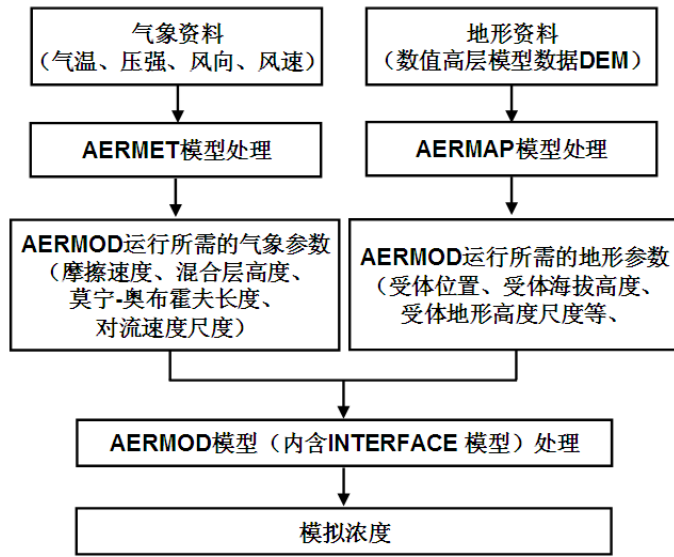 气象资料
（气温、压强、风向、风速）
地形资料
（数值高层模型数据DEM）
AERMET模型处理
AERMAP模型处理
AERMOD运行所需的气象参数
（摩擦速度、混合层高度、
莫宁-奥布霍夫长度、
对流速度尺度）
AERMOD运行所需的地形参数
（受体位置、受体海拔高度、
受体地形高度尺度等、
AERMOD模型（内含INTERFACE 模型）处理
模拟浓度